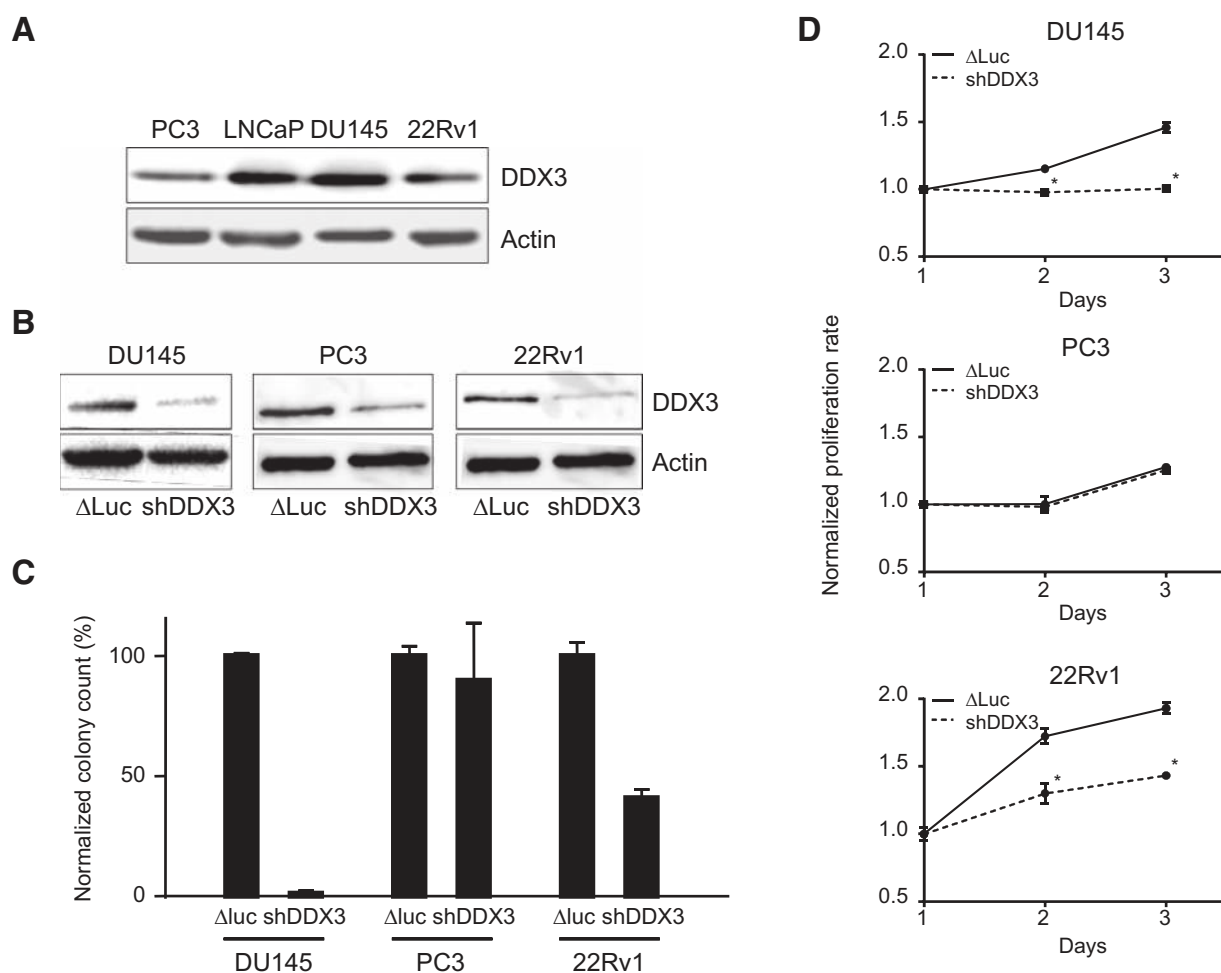 A
PC3 LNCaP DU145 22Rv1
DDX3
Actin
B
DU145 PC3 22Rv1
DDX3
Actin
ΔLuc shDDX3 ΔLuc shDDX3 ΔLuc shDDX3
C
Normalized colony count (%)
100
50
0
Δluc shDDX3 Δluc shDDX3 Δluc shDDX3
DU145 PC3 22Rv1
D
Normalized proliferation rate
DU145
2.0
ΔLuc
shDDX3
1.5
1.0
* *
0.5
1 2 3
Days
PC3
2.0
ΔLuc
shDDX3
1.5
1.0
0.5
1 2 3
Days
22Rv1
2.0
ΔLuc
shDDX3
1.5
* *
1.0
0.5
1 2 3
Days